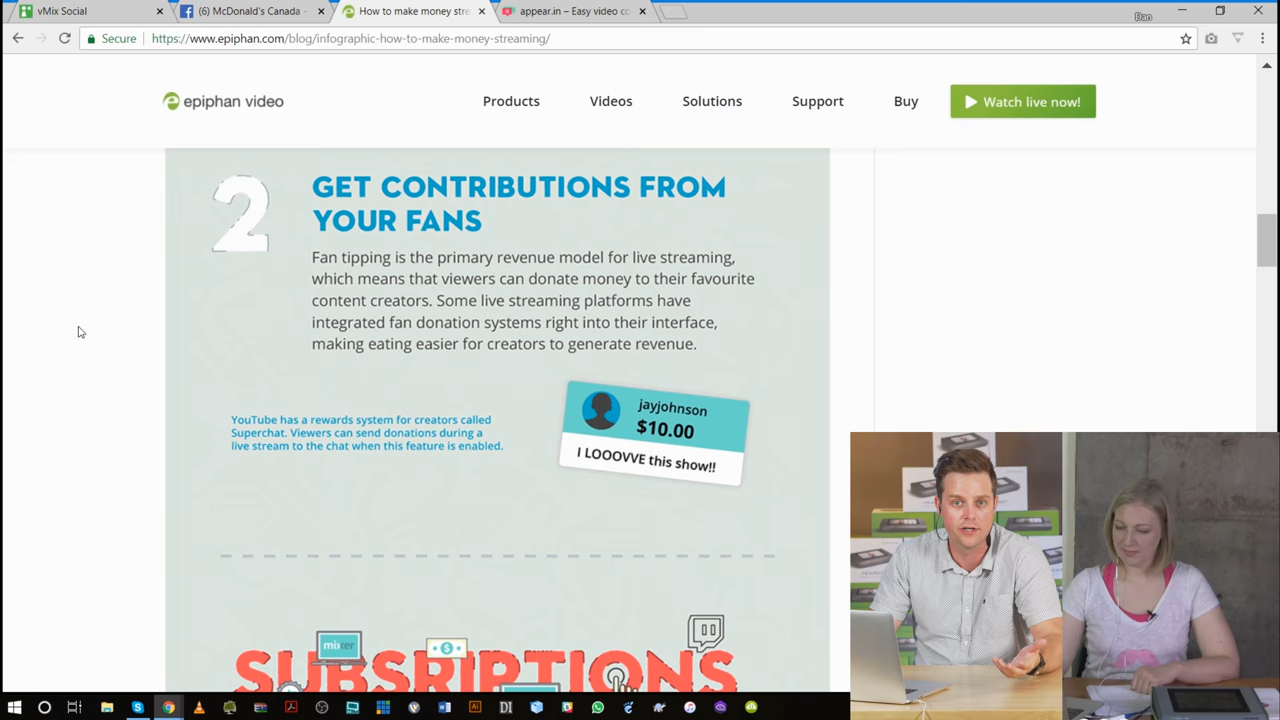 vMix Social
(6) McDonald's Canada -
How to make money stre
appear.in – Easy video co
Dan
Secure
https://www.epiphan.com/blog/infographic-how-to-make-money-streaming/
epiphan video
Products
Videos
Solutions
Support
Buy
Watch live now!
2
GET CONTRIBUTIONS FROM
YOUR FANS
Fan tipping is the primary revenue model for live streaming,
which means that viewers can donate money to their favourite
content creators. Some live streaming platforms have
integrated fan donation systems right into their interface,
making eating easier for creators to generate revenue.
YouTube has a rewards system for creators called
Superchat. Viewers can send donations during a
live stream to the chat when this feature is enabled.
jayjohnson
$10.00
I LOOOVVE this show!!
mixer
SUBSRIPTIONS